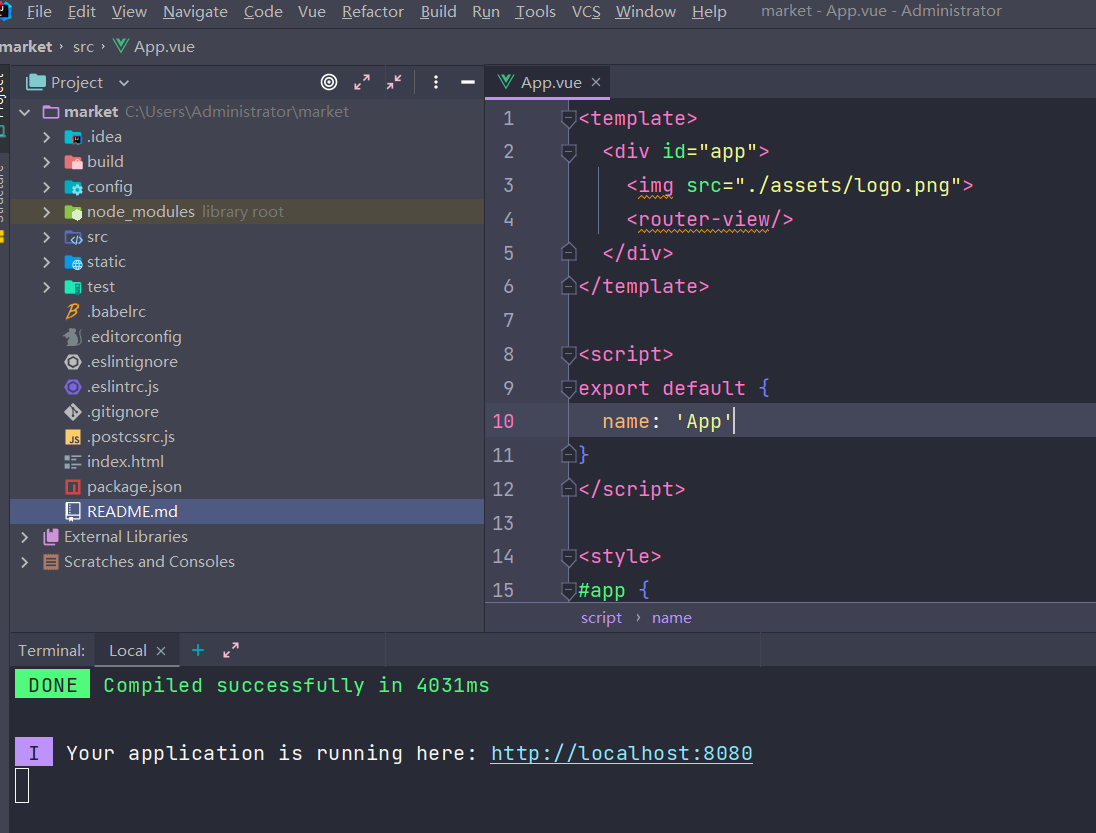 File Edit View Navigate Code Vue Refactor Build Run Tools VCS Window Help market - App.vue - Administrator
market › src › App.vue
Project
App.vue ×
market C:\Users\Administrator\market
.idea
build
config
node_modules library root
src
static
test
.babelrc
.editorconfig
.eslintignore
.eslintrc.js
.gitignore
.postcssrc.js
index.html
package.json
README.md
External Libraries
Scratches and Consoles
1 <template>
2 <div id="app">
3 <img src="./assets/logo.png">
4 <router-view/>
5 </div>
6 </template>
7
8 <script>
9 export default {
10 name: 'App'
11 }
12 </script>
13
14 <style>
15 #app {
script › name
Terminal: Local × +
DONE Compiled successfully in 4031ms
I Your application is running here: http://localhost:8080